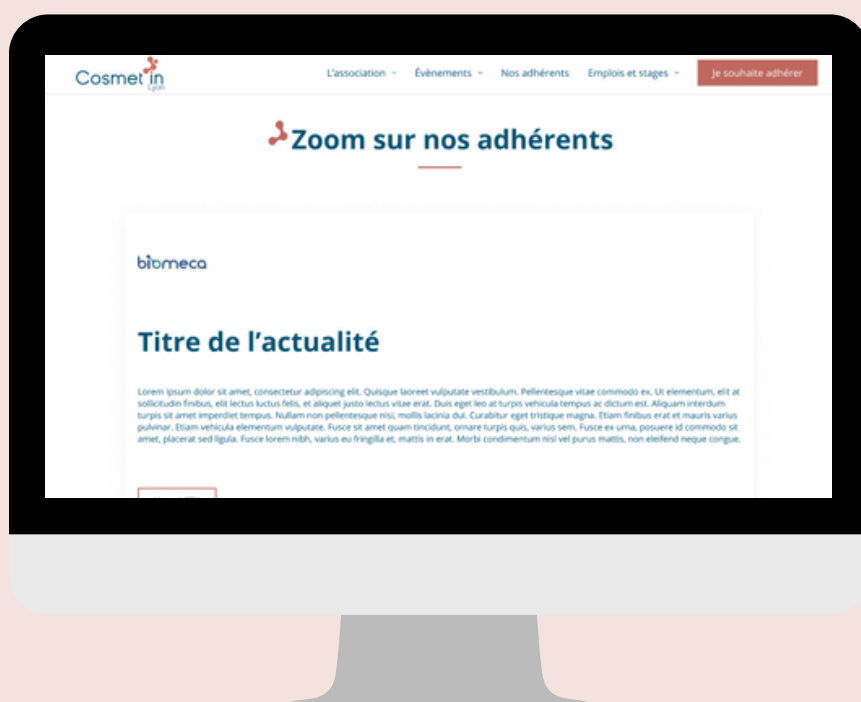 Cosmet'in
Lyon
L'association
Évènements
Nos adhérents
Emplois et stages
Je souhaite adhérer
Zoom sur nos adhérents
biomeca
Titre de l'actualité
Lorem ipsum dolor sit amet, consectetur adipiscing elit. Quisque laoreet vulputate vestibulum. Pellentesque vitae commodo ex. Ut elementum, elit at
sollicitudin finibus, elit lectus luctus felis, et aliquet justo lectus vitae erat. Duis eget leo at turpis vehicula tempus ac dictum est. Aliquam interdum
turpis sit amet imperdiet tempus. Nullam non pellentesque nisi, mollis lacinia dui. Curabitur eget tristique magna. Etiam finibus erat et mauris varius
pulvinar. Etiam vehicula elementum vulputate. Fusce sit amet quam tincidunt, ornare turpis quis, varius sem. Fusce ex urna, posuere id commodo sit
amet, placerat sed ligula. Fusce lorem nibh, varius eu fringilla et, mattis in erat. Morbi condimentum nisl vel purus mattis, non eleifend neque congue.